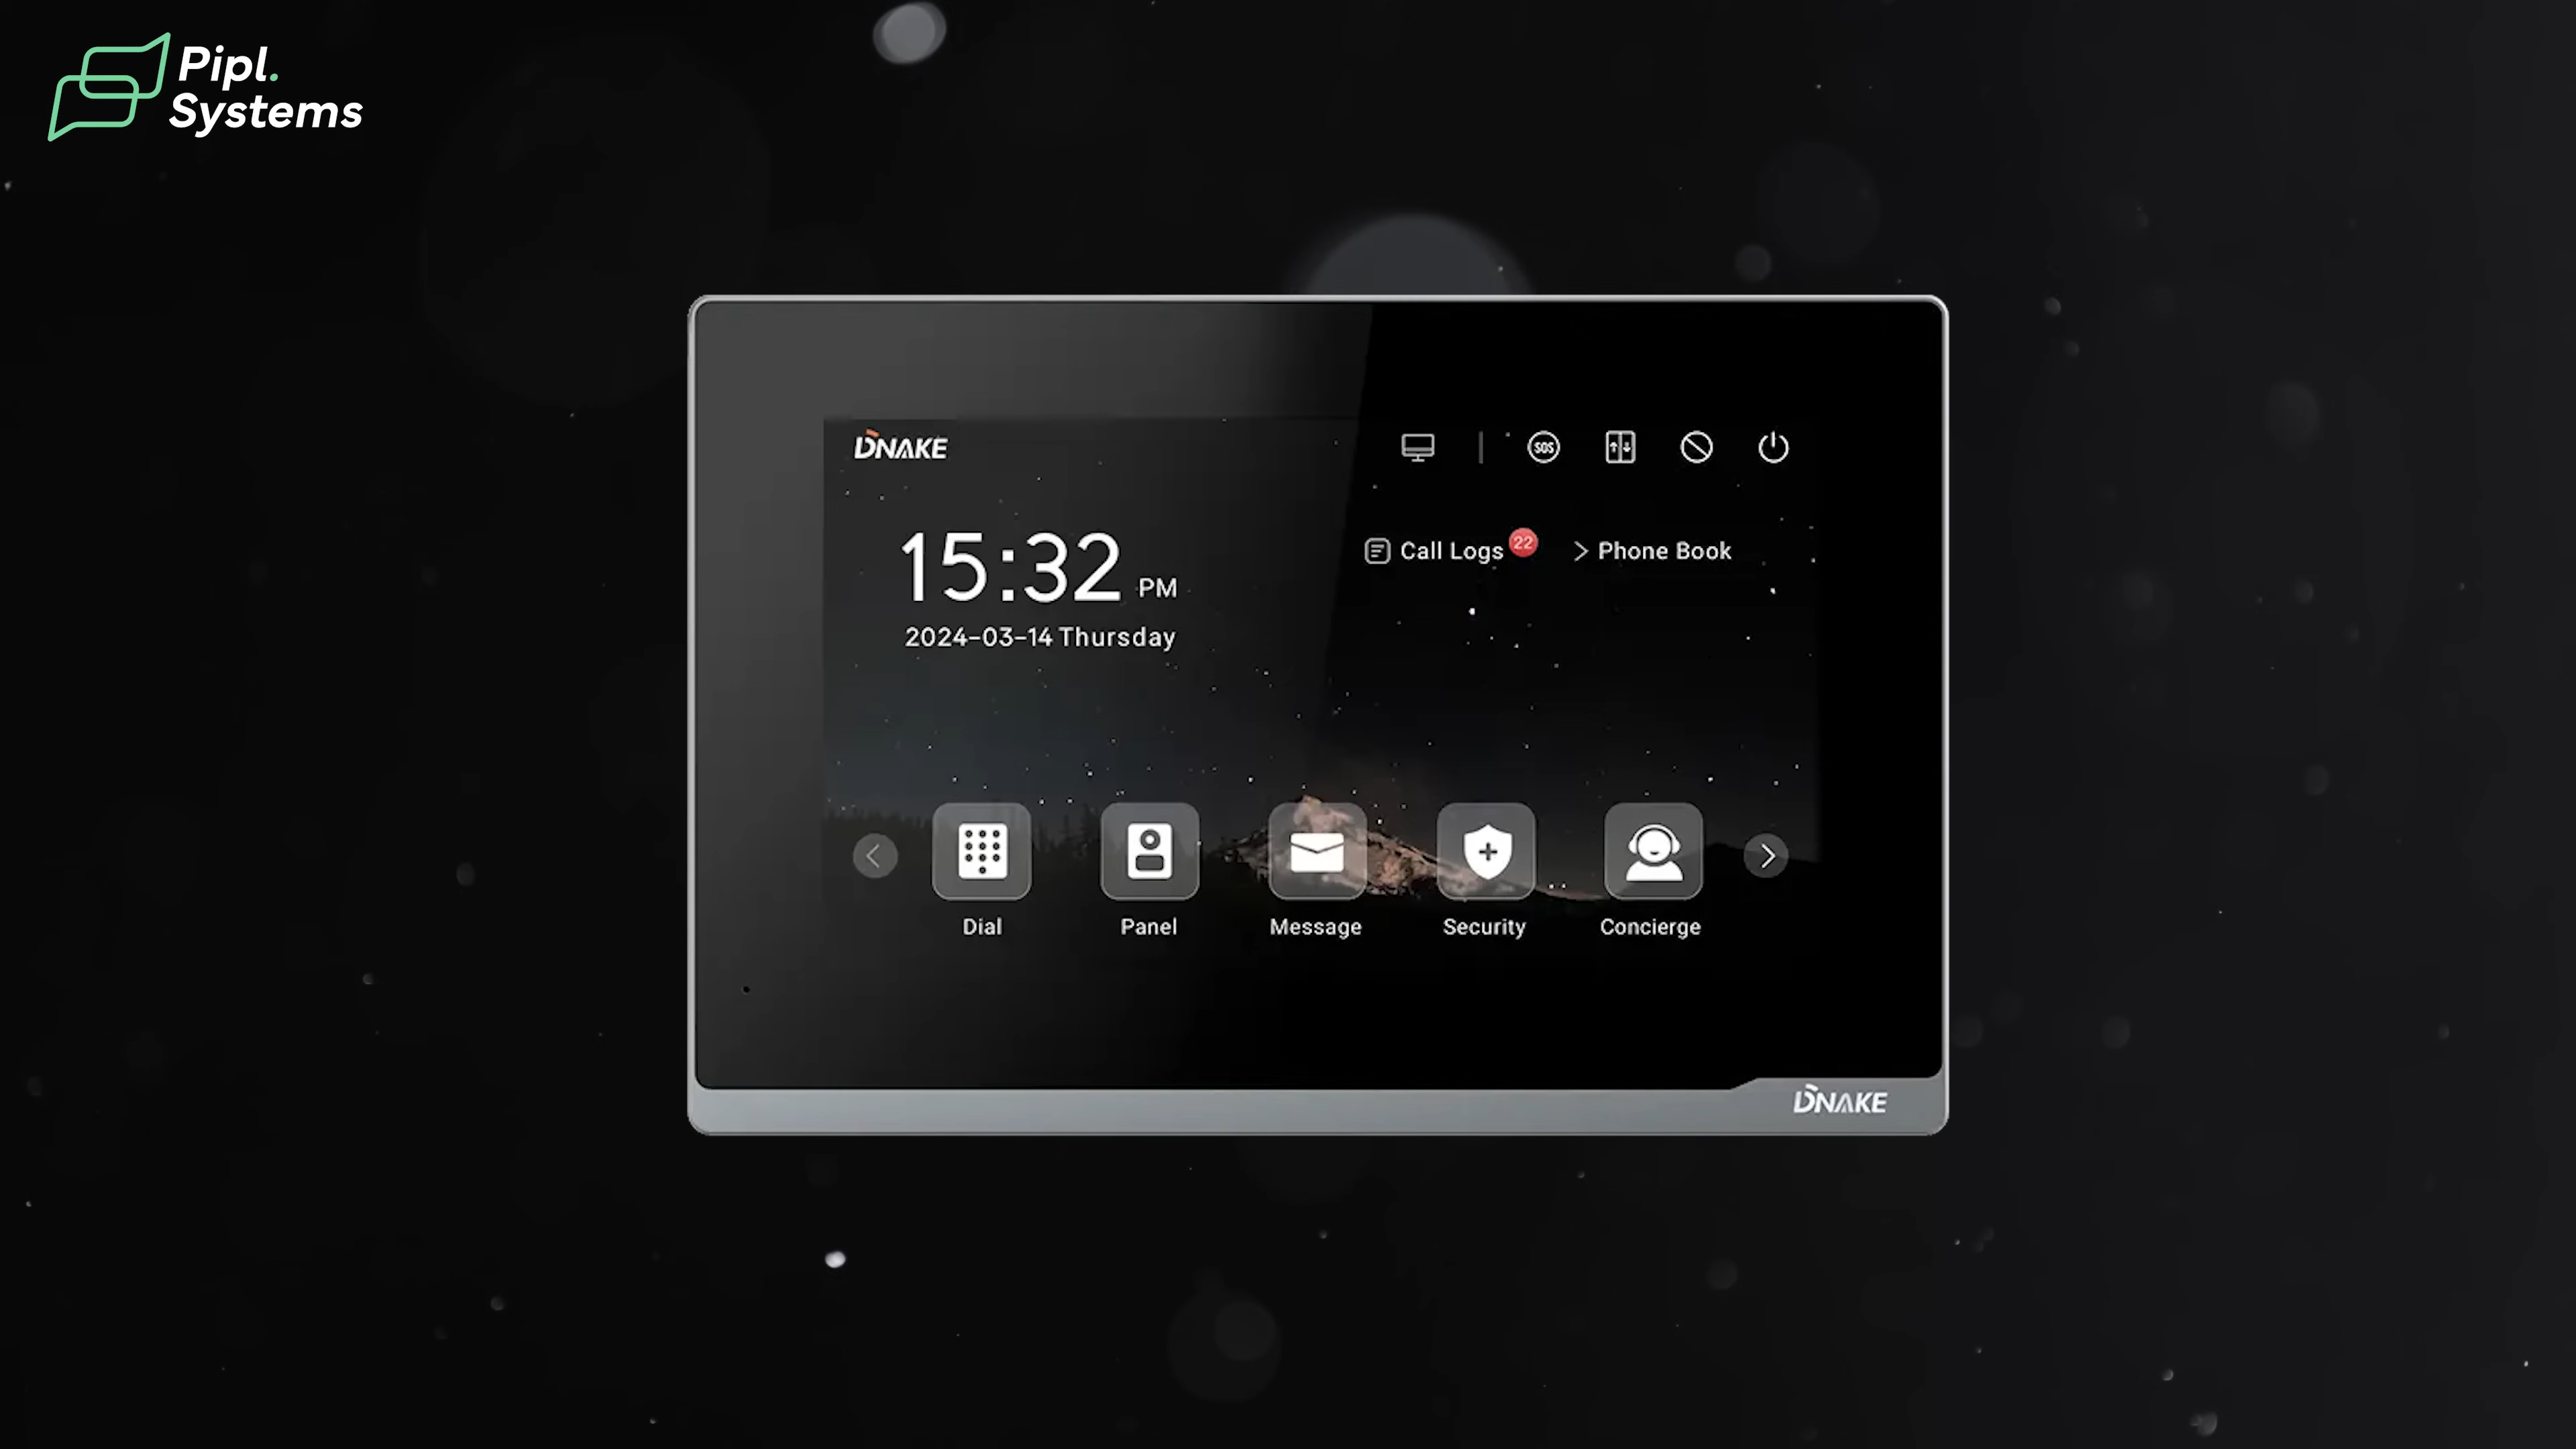 Pipl.
Systems
DNAKE
SOS
15:32 PM
2024-03-14 Thursday
Call Logs 22
Phone Book
Dial
Panel
Message
Security
Concierge
DNAKE